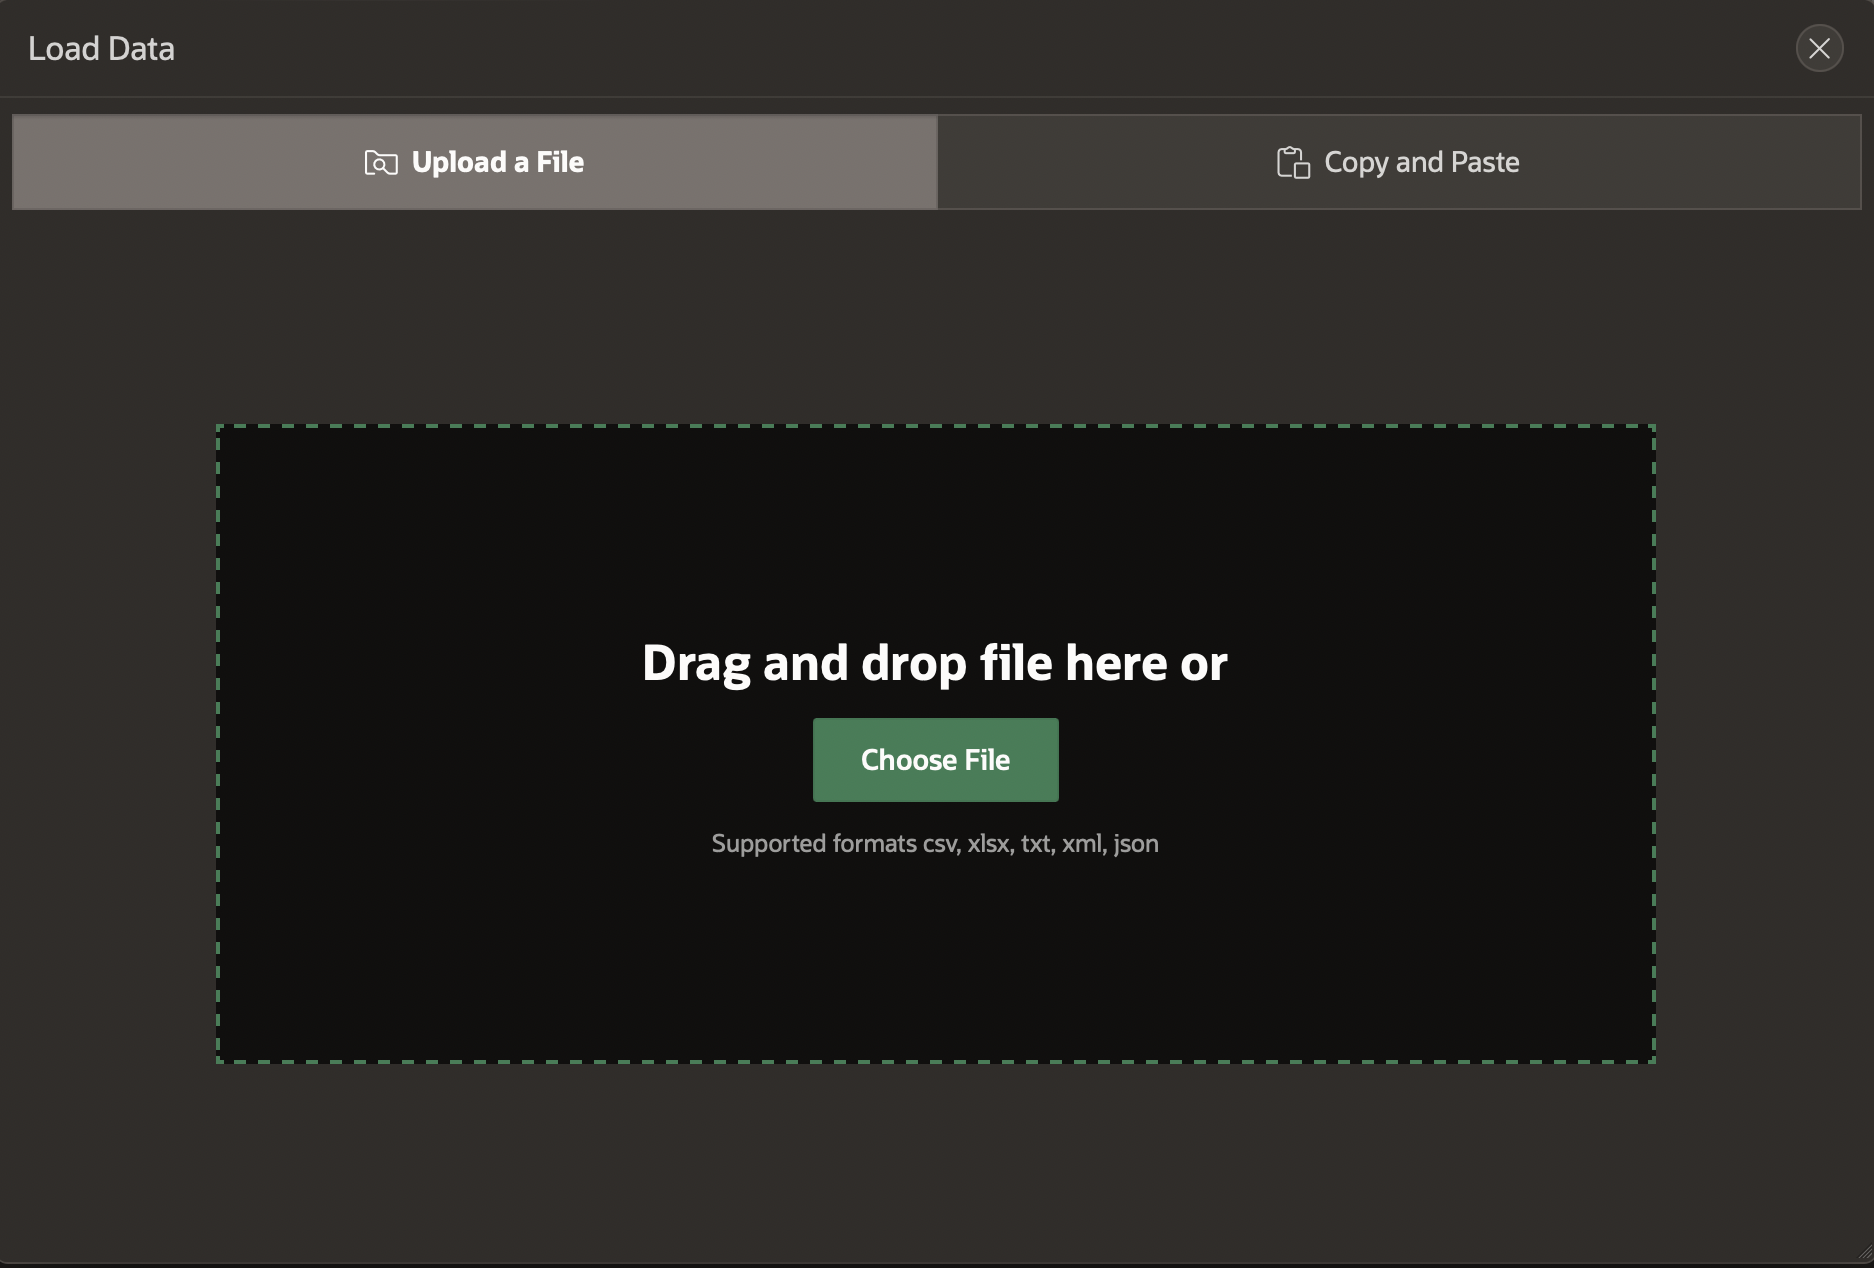 Load Data
Upload a File
Copy and Paste
Drag and drop file here or
Choose File
Supported formats csv, xlsx, txt, xml, json